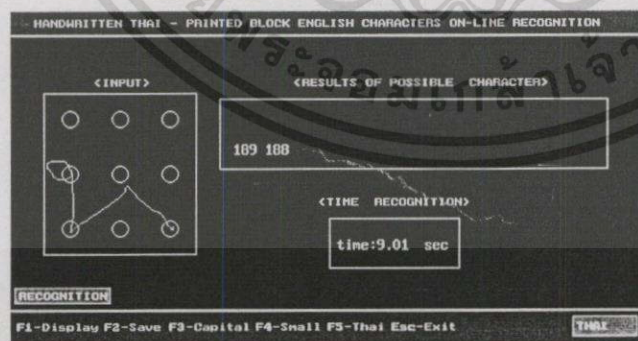 HANDWRITTEN THAI - PRINTED BLOCK ENGLISH CHARACTERS ON-LINE RECOGNITION
<INPUT>
<RESULTS OF POSSIBLE CHARACTER>
189 188
<TIME RECOGNITION>
time:9.01 sec
RECOGNITION
F1-Display F2-Save F3-Capital F4-Small F5-Thai Esc-Exit
THAI